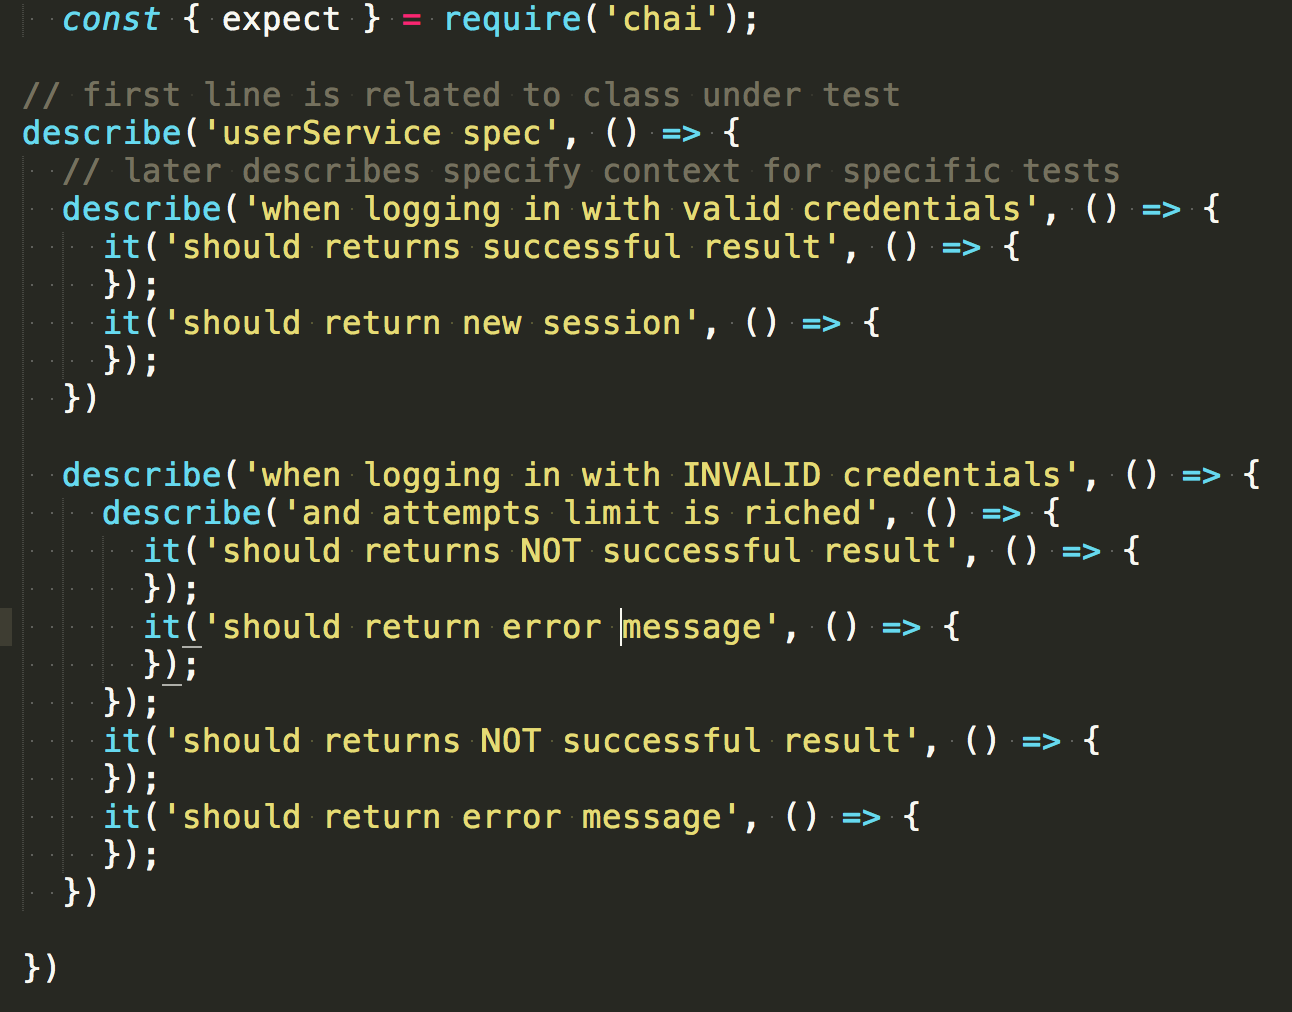 const { expect } = require('chai');
// first line is related to class under test
describe('userService spec', () => {
// later describes specify context for specific tests
describe('when logging in with valid credentials', () => {
it('should returns successful result', () => {
});
it('should return new session', () => {
});
})
describe('when logging in with INVALID credentials', () => {
describe('and attempts limit is riched', () => {
it('should returns NOT successful result', () => {
});
it('should return error message', () => {
});
});
it('should returns NOT successful result', () => {
});
it('should return error message', () => {
});
})
})